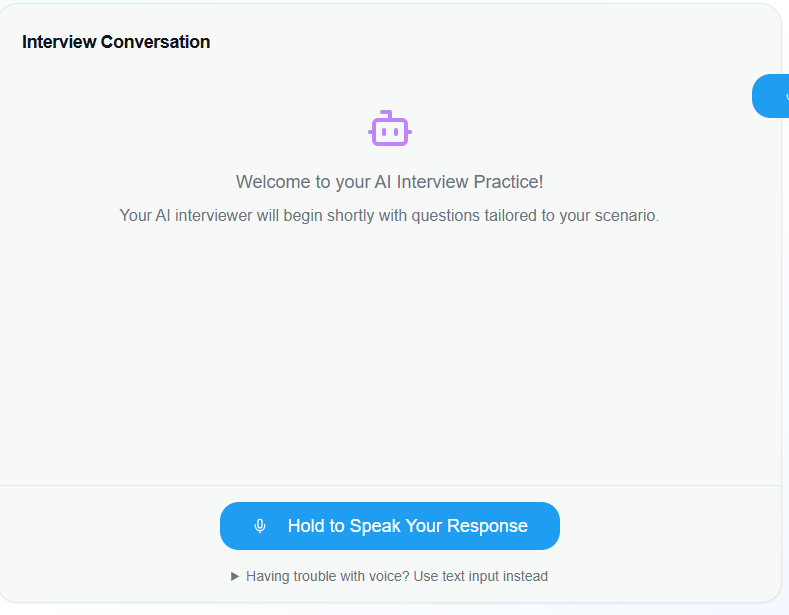 Interview Conversation
Welcome to your AI Interview Practice!
Your AI interviewer will begin shortly with questions tailored to your scenario.
Hold to Speak Your Response
Having trouble with voice? Use text input instead